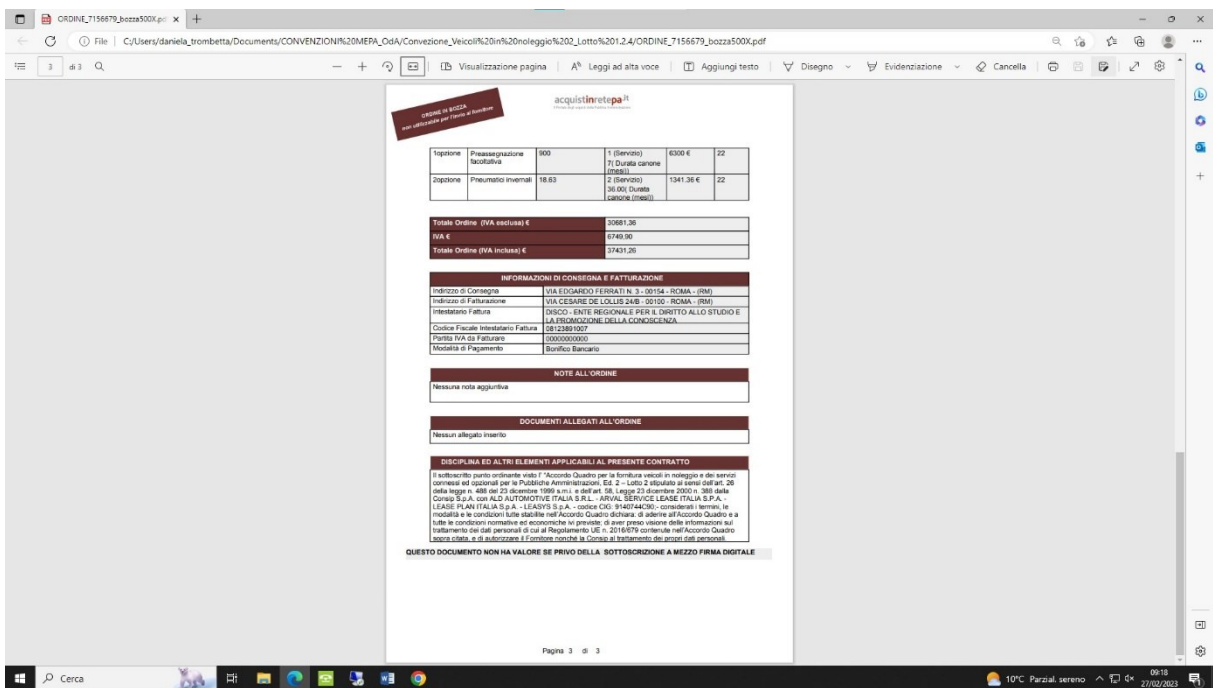 ORDINE_7156679_bozza500X.pd
File | C:/Users/daniela_trombetta/Documents/CONVENZIONI%20MEPA_OdA/Convezione_Veicoli%20in%20noleggio%202_Lotto%201.2.4/ORDINE_7156679_bozza500X.pdf
3 di 3 Visualizzazione pagina Leggi ad alta voce Aggiungi testo Disegno Evidenziazione Cancella
ORDINE IN BOZZA
non utilizzabile per l'invio al fornitore
acquistinretepa.it
1opzione Preassegnazione facoltativa 900 1 (Servizio) 7( Durata canone (mesi)) 6300 € 22
2opzione Pneumatici invernali 18.63 2 (Servizio) 36.00( Durata canone (mesi)) 1341.36 € 22
Totale Ordine (IVA esclusa) € 30681,36
IVA € 6749,90
Totale Ordine (IVA inclusa) € 37431,26
INFORMAZIONI DI CONSEGNA E FATTURAZIONE
Indirizzo di Consegna VIA EDGARDO FERRATI N. 3 - 00154 - ROMA - (RM)
Indirizzo di Fatturazione VIA CESARE DE LOLLIS 24/B - 00100 - ROMA - (RM)
Intestatario Fattura DISCO - ENTE REGIONALE PER IL DIRITTO ALLO STUDIO E
LA PROMOZIONE DELLA CONOSCENZA
Codice Fiscale Intestatario Fattura 08123891007
Partita IVA da Fatturare 00000000000
Modalità di Pagamento Bonifico Bancario
NOTE ALL'ORDINE
Nessuna nota aggiuntiva
DOCUMENTI ALLEGATI ALL'ORDINE
Nessun allegato inserito
DISCIPLINA ED ALTRI ELEMENTI APPLICABILI AL PRESENTE CONTRATTO
Il sottoscritto punto ordinante visto l' "Accordo Quadro per la fornitura veicoli in noleggio e dei servizi
connessi ed opzionali per le Pubbliche Amministrazioni, Ed. 2 – Lotto 2 stipulato ai sensi dell'art. 26
della legge n. 488 del 23 dicembre 1999 s.m.i. e dell'art. 58, Legge 23 dicembre 2000 n. 388 dalla
Consip S.p.A. con ALD AUTOMOTIVE ITALIA S.R.L. - ARVAL SERVICE LEASE ITALIA S.P.A. -
LEASE PLAN ITALIA S.p.A. - LEASYS S.p.A. - codice CIG: 9140744C90;- considerati i termini, le
modalità e le condizioni tutte stabilite nell'Accordo Quadro dichiara: di aderire all'Accordo Quadro e a
tutte le condizioni normative ed economiche ivi previste; di aver preso visione delle informazioni sul
trattamento dei dati personali di cui al Regolamento UE n. 2016/679 contenute nell'Accordo Quadro
sopra citata, e di autorizzare il Fornitore nonché la Consip al trattamento dei propri dati personali.
QUESTO DOCUMENTO NON HA VALORE SE PRIVO DELLA SOTTOSCRIZIONE A MEZZO FIRMA DIGITALE
Pagina 3 di 3
Cerca
10°C Parzial. sereno
09:18
27/02/2023